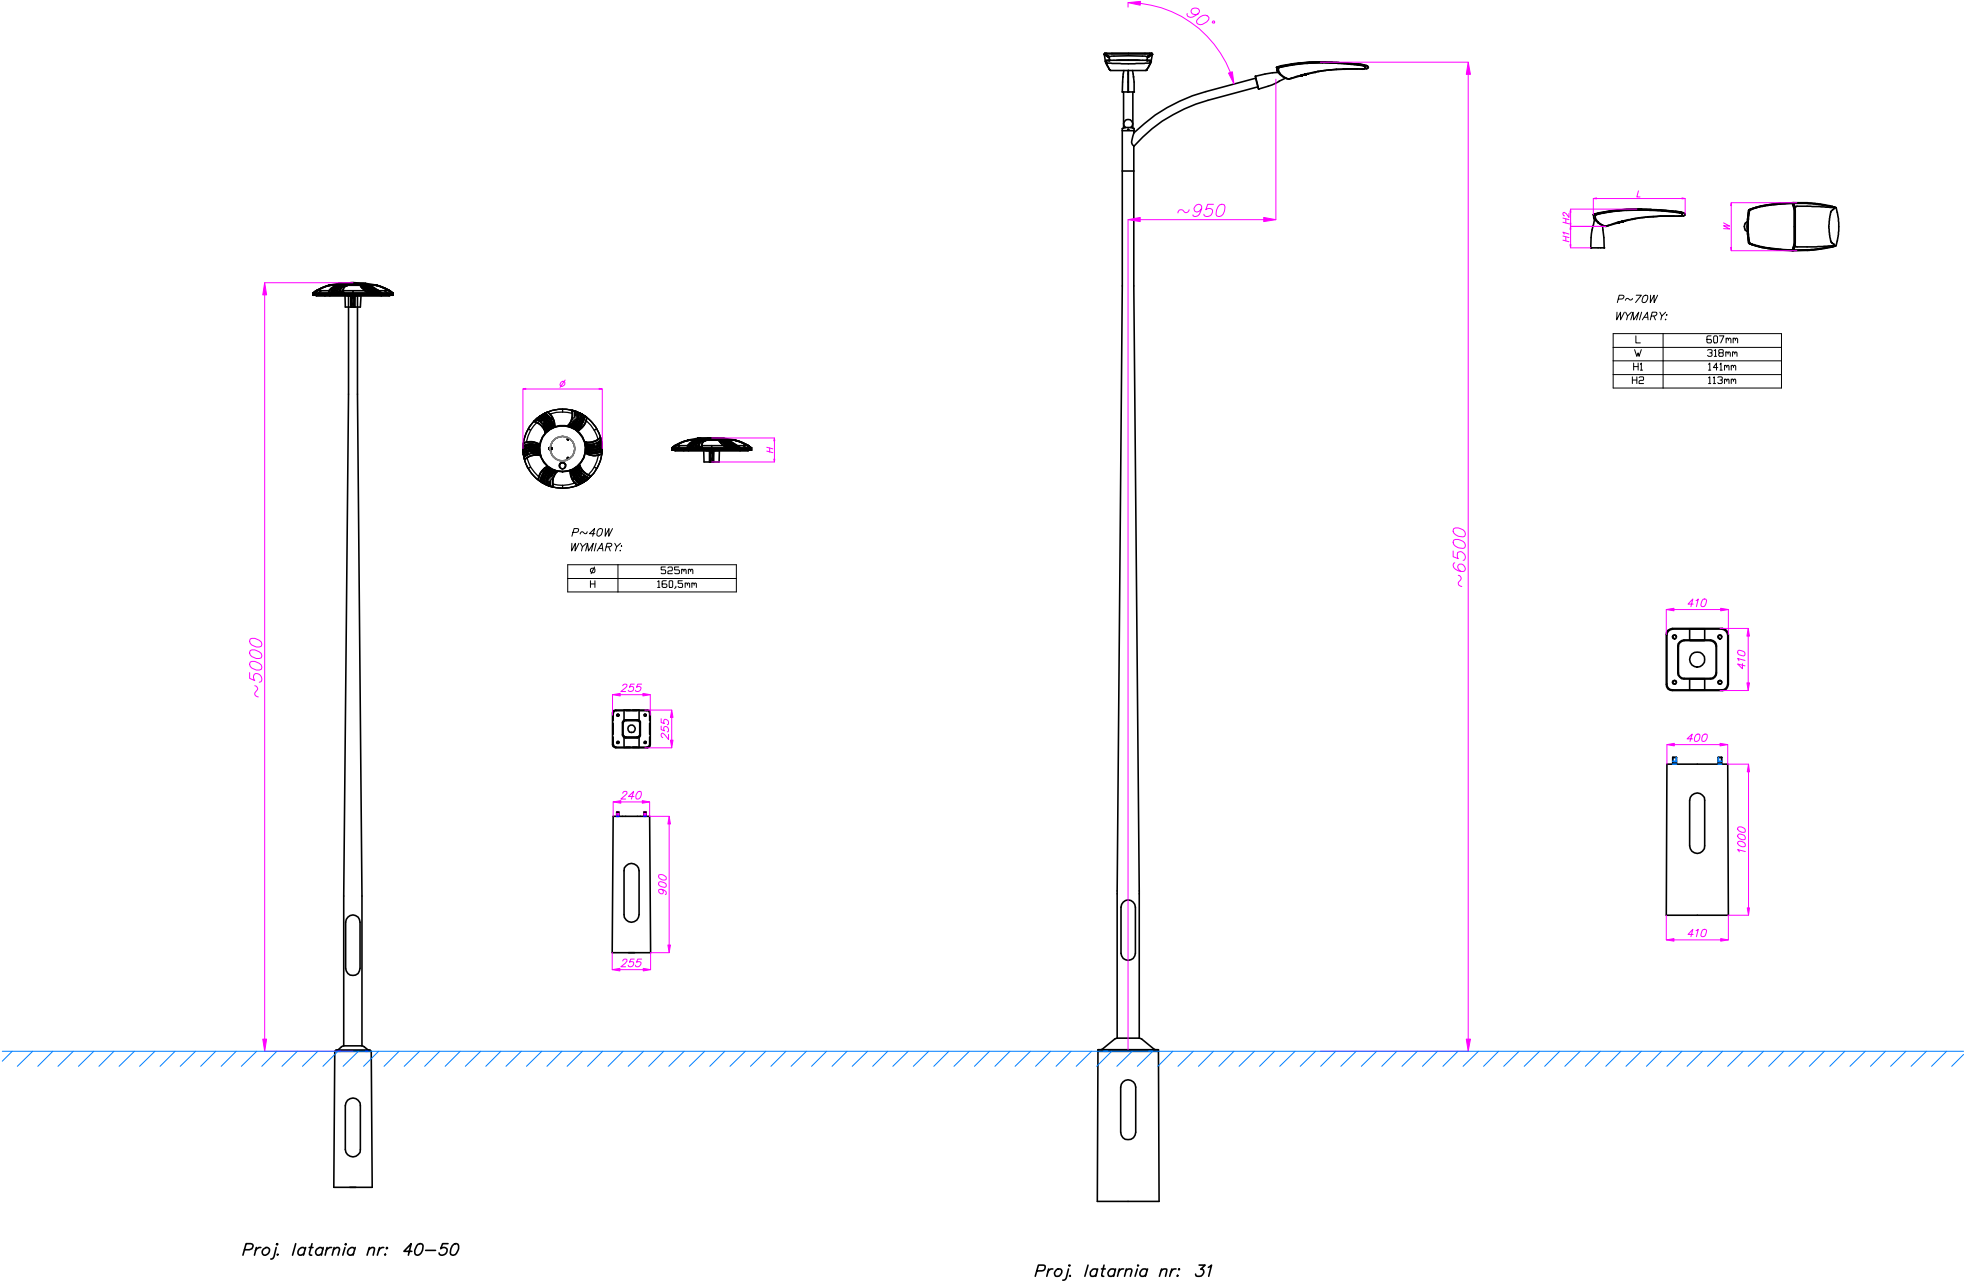 90°
~950
~6500
L
H2
H1
W
P~70W
WYMIARY:
L 607mm
W 318mm
H1 141mm
H2 113mm
410
410
400
1000
410
~5000
ø
H
P~40W
WYMIARY:
ø 525mm
H 160,5mm
255
255
240
900
255
Proj. latarnia nr: 40-50
Proj. latarnia nr: 31